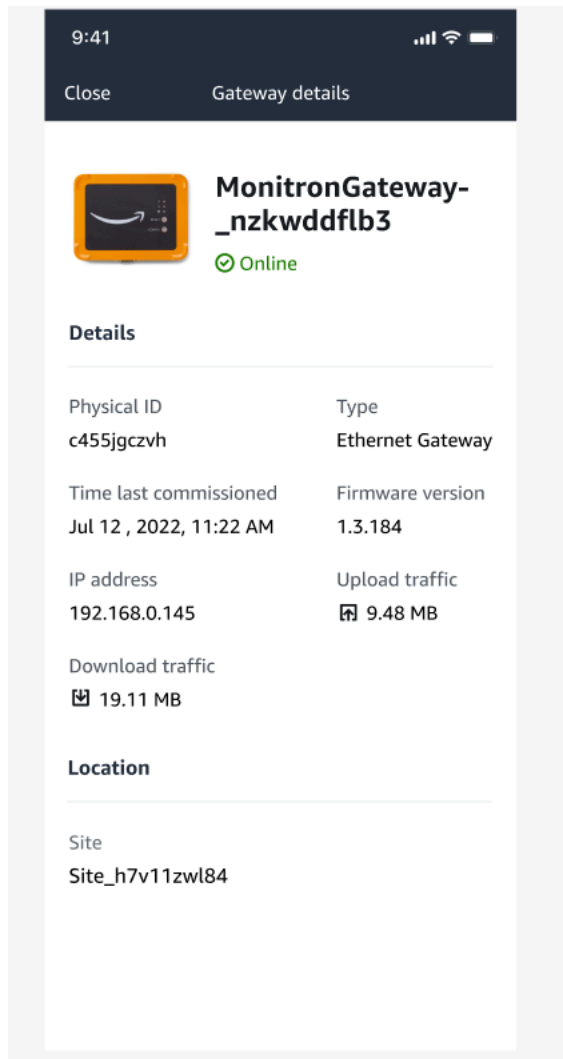 9:41
Close Gateway details
MonitronGateway-
_nzkwddflb3
Online
Details
Physical ID Type
c455jgczvh Ethernet Gateway
Time last commissioned Firmware version
Jul 12 , 2022, 11:22 AM 1.3.184
IP address Upload traffic
192.168.0.145 9.48 MB
Download traffic
19.11 MB
Location
Site
Site_h7v11zwl84